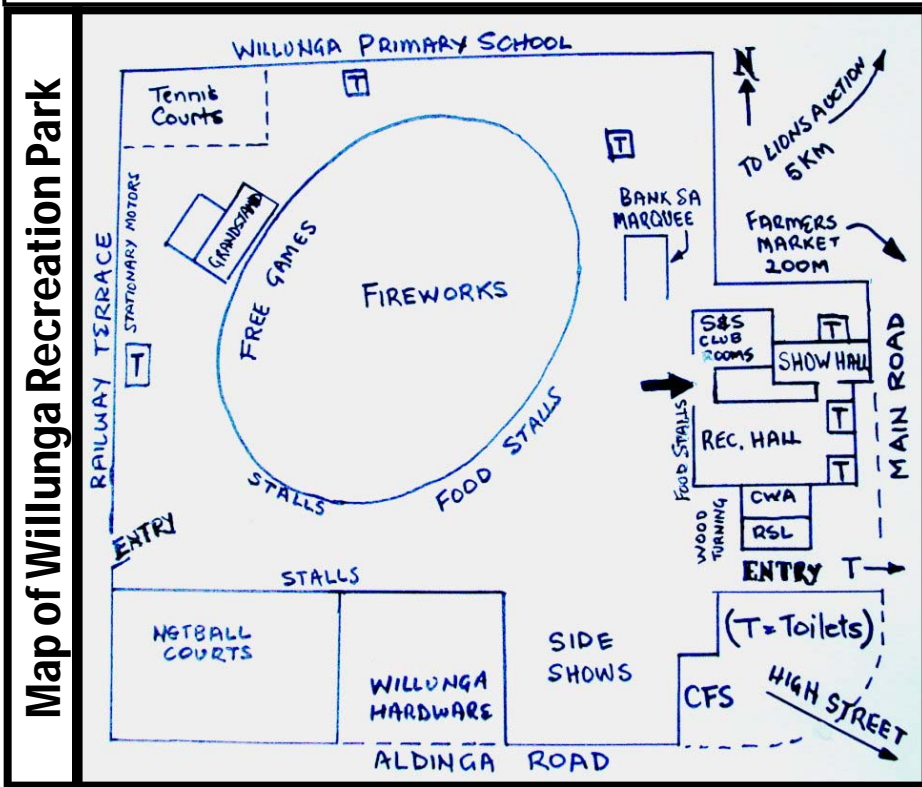 Map of Willunga Recreation Park
WILLUNGA PRIMARY SCHOOL
Tennis
Courts
T
T
N
TO LIONS AUCTION
5KM
BANK SA
MARQUEE
FARMERS
MARKET
200M
RAILWAY TERRACE
STATIONARY MOTORS
GRANDSTAND
FREE GAMES
FIREWORKS
T
S&S
CLUB
ROOMS
T
SHOW HALL
MAIN ROAD
FOOD STALLS
REC. HALL
T
T
STALLS
FOOD STALLS
CWA
RSL
WOOD
TURNING
ENTRY
ENTRY T
STALLS
NETBALL
COURTS
WILLUNGA
HARDWARE
SIDE
SHOWS
(T=Toilets)
CFS
HIGH STREET
ALDINGA ROAD